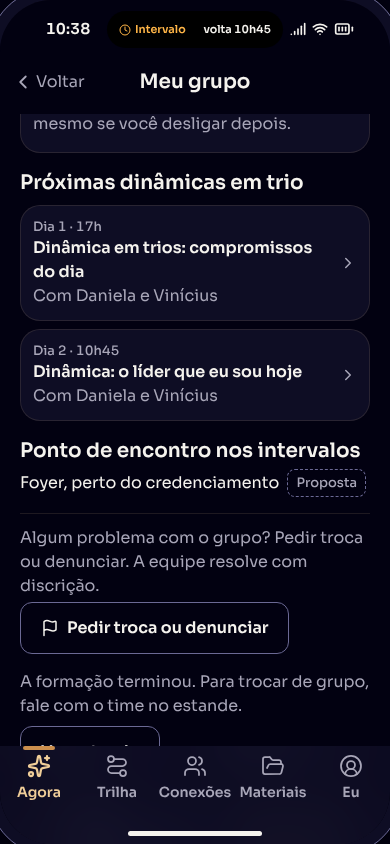 10:38
Intervalo
volta 10h45
Voltar
Meu grupo
mesmo se você desligar depois.
Próximas dinâmicas em trio
Dia 1 · 17h
Dinâmica em trios: compromissos
do dia
Com Daniela e Vinícius
Dia 2 · 10h45
Dinâmica: o líder que eu sou hoje
Com Daniela e Vinícius
Ponto de encontro nos intervalos
Foyer, perto do credenciamento
Proposta
Algum problema com o grupo? Pedir troca
ou denunciar. A equipe resolve com
discrição.
Pedir troca ou denunciar
A formação terminou. Para trocar de grupo,
fale com o time no estande.
Agora
Trilha
Conexões
Materiais
Eu